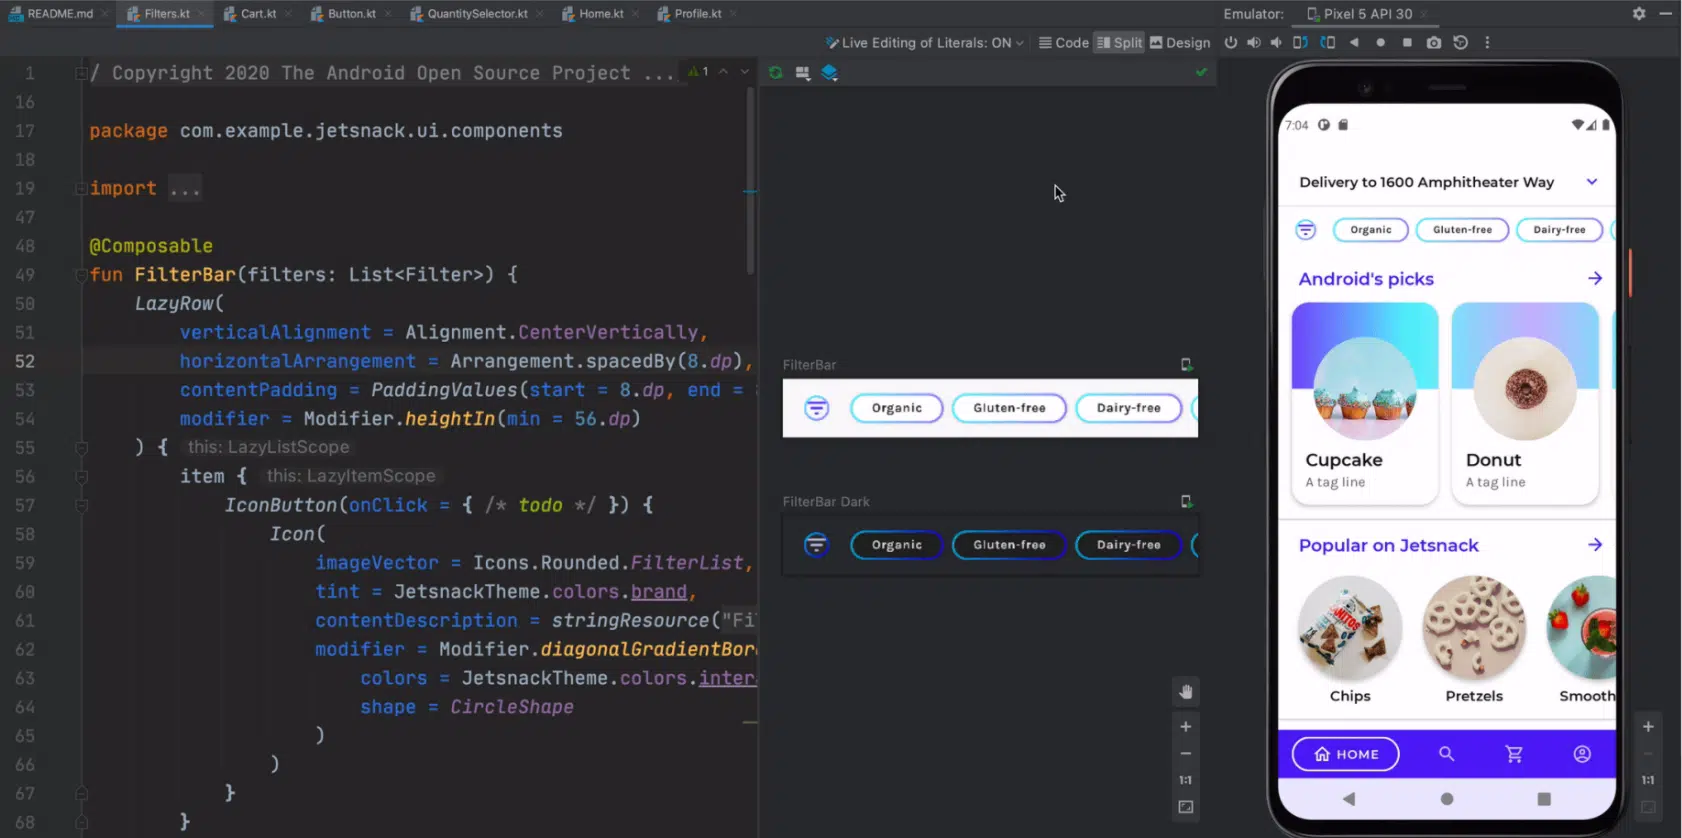 README.md Filters.kt Cart.kt Button.kt QuantitySelector.kt Home.kt Profile.kt Emulator: Pixel 5 API 30
Live Editing of Literals: ON Code Split Design
1 / Copyright 2020 The Android Open Source Project ... 1
16
17 package com.example.jetsnack.ui.components
18
19 import ...
47
48 @Composable
49 fun FilterBar(filters: List<Filter>) {
50 LazyRow(
51 verticalAlignment = Alignment.CenterVertically,
52 horizontalArrangement = Arrangement.spacedBy(8.dp),
53 contentPadding = PaddingValues(start = 8.dp, end =
54 modifier = Modifier.heightIn(min = 56.dp)
55 ) { this: LazyListScope
56 item { this: LazyItemScope
57 IconButton(onClick = { /* todo */ }) {
58 Icon(
59 imageVector = Icons.Rounded.FilterList,
60 tint = JetsnackTheme.colors.brand,
61 contentDescription = stringResource("Fi
62 modifier = Modifier.diagonalGradientBor
63 colors = JetsnackTheme.colors.inter
64 shape = CircleShape
65 )
66 )
67 }
68 }
FilterBar
Organic Gluten-free Dairy-free
FilterBar Dark
Organic Gluten-free Dairy-free
1:1
7:04
Delivery to 1600 Amphitheater Way
Organic Gluten-free Dairy-free
Android's picks
Cupcake Donut
A tag line A tag line
Popular on Jetsnack
Chips Pretzels Smooth
HOME
1:1